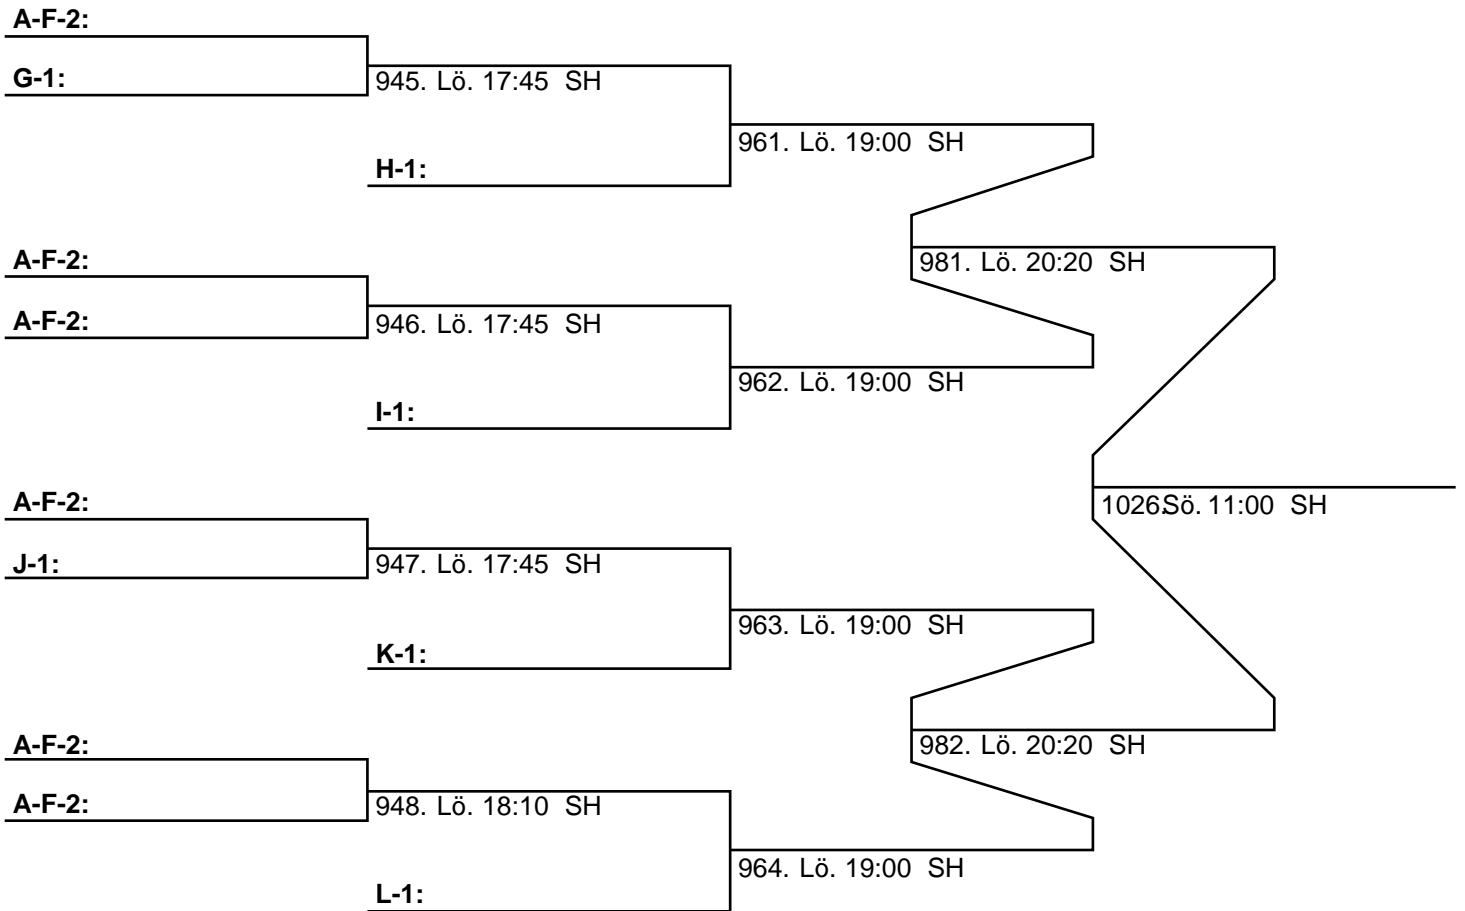 A-F-2:
G-1:
945. Lö. 17:45 SH
961. Lö. 19:00 SH
H-1:
A-F-2:
981. Lö. 20:20 SH
A-F-2:
946. Lö. 17:45 SH
962. Lö. 19:00 SH
I-1:
A-F-2:
1026.Sö. 11:00 SH
J-1:
947. Lö. 17:45 SH
963. Lö. 19:00 SH
K-1:
A-F-2:
982. Lö. 20:20 SH
A-F-2:
948. Lö. 18:10 SH
964. Lö. 19:00 SH
L-1: